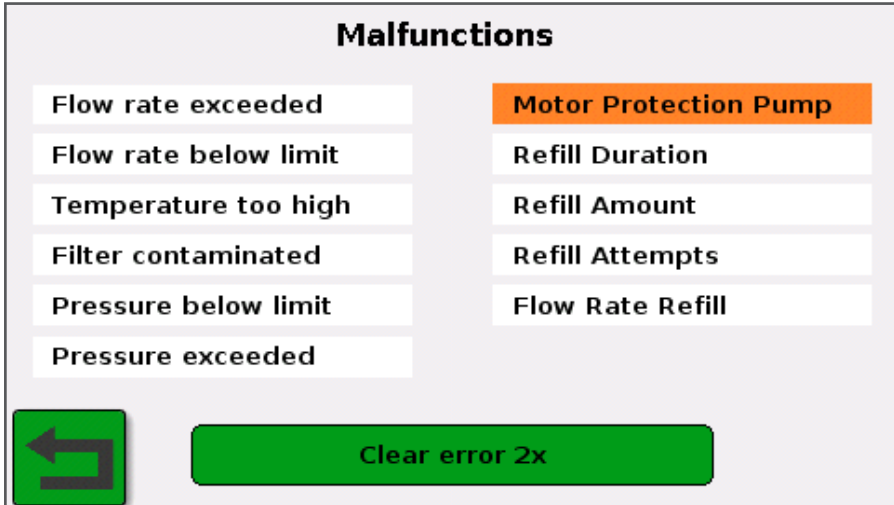 Malfunctions
Flow rate exceeded
Flow rate below limit
Temperature too high
Filter contaminated
Pressure below limit
Pressure exceeded
Motor Protection Pump
Refill Duration
Refill Amount
Refill Attempts
Flow Rate Refill
Clear error 2x